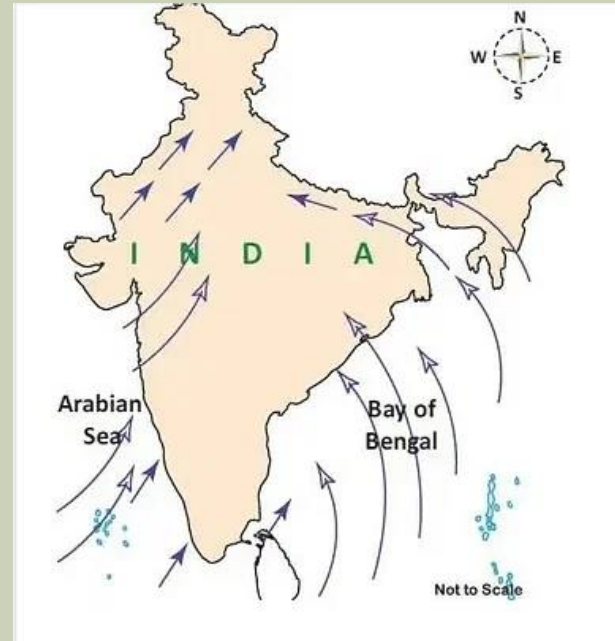 N
W E
S
I N D I A
Arabian
Sea
Bay of
Bengal
Not to Scale